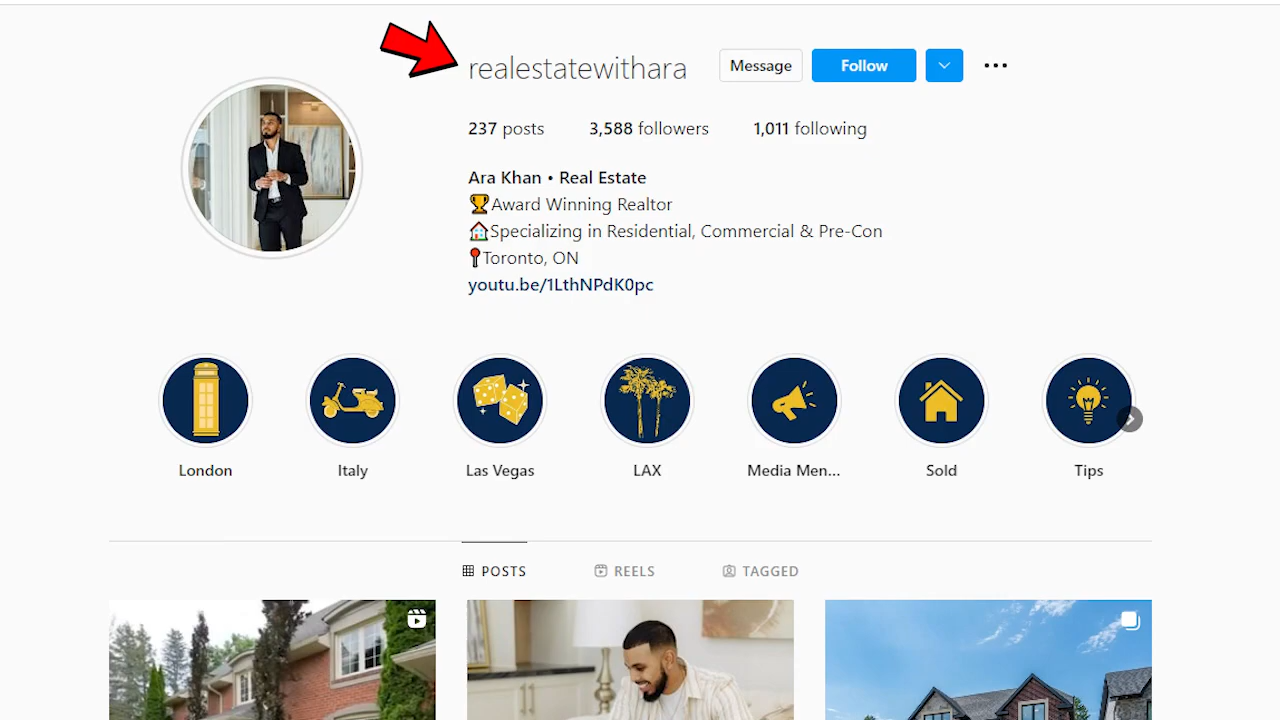 realestatewithara Message Follow
237 posts 3,588 followers 1,011 following
Ara Khan • Real Estate
🏆Award Winning Realtor
🏠Specializing in Residential, Commercial & Pre-Con
📍Toronto, ON
youtu.be/1LthNPdK0pc
London Italy Las Vegas LAX Media Men... Sold Tips
POSTS REELS TAGGED